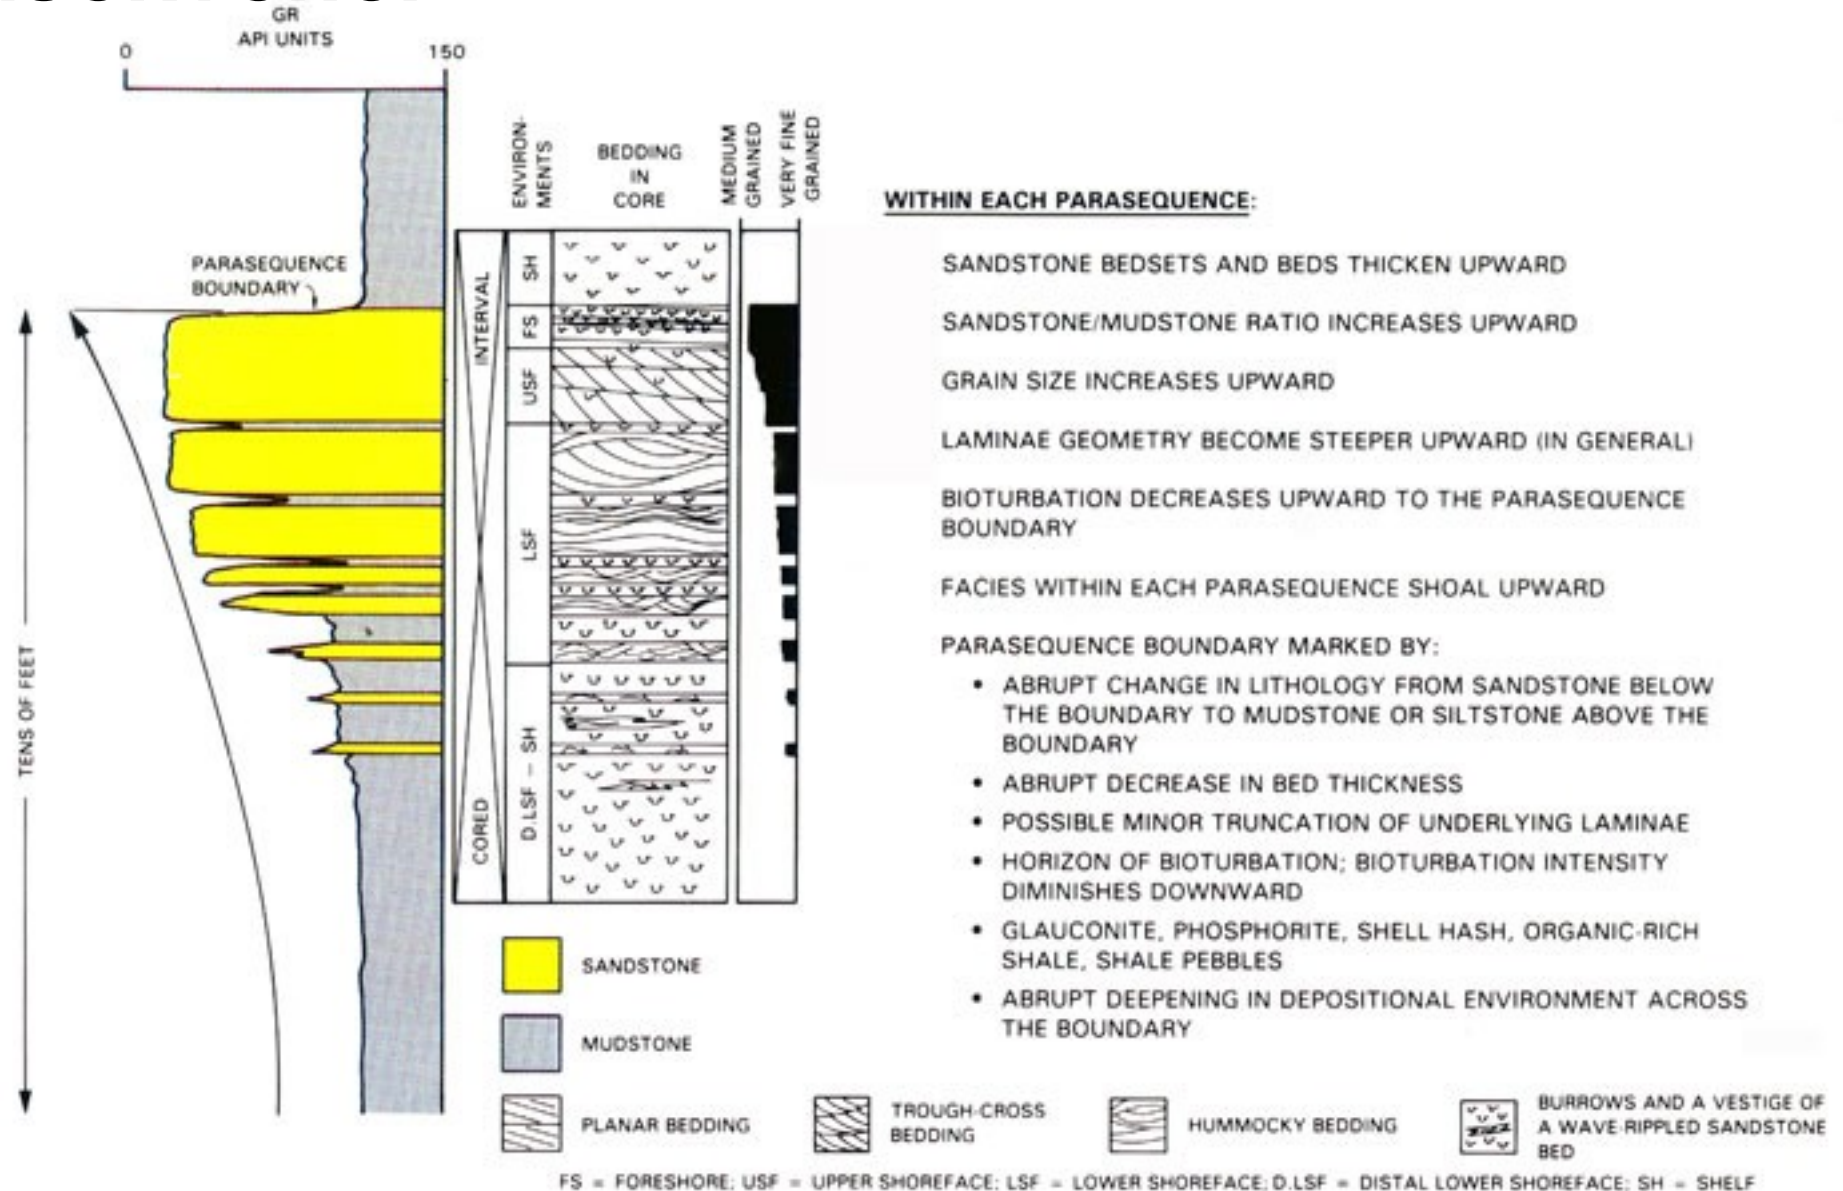 GR
API UNITS
0 150
ENVIRON-
MENTS
BEDDING
IN
CORE
MEDIUM
GRAINED
VERY FINE
GRAINED
PARASEQUENCE
BOUNDARY
TENS OF FEET
INTERVAL
CORED
SH
FS
USF
LSF
D.LSF – SH
WITHIN EACH PARASEQUENCE:
SANDSTONE BEDSETS AND BEDS THICKEN UPWARD
SANDSTONE/MUDSTONE RATIO INCREASES UPWARD
GRAIN SIZE INCREASES UPWARD
LAMINAE GEOMETRY BECOME STEEPER UPWARD (IN GENERAL)
BIOTURBATION DECREASES UPWARD TO THE PARASEQUENCE
BOUNDARY
FACIES WITHIN EACH PARASEQUENCE SHOAL UPWARD
PARASEQUENCE BOUNDARY MARKED BY:
• ABRUPT CHANGE IN LITHOLOGY FROM SANDSTONE BELOW
THE BOUNDARY TO MUDSTONE OR SILTSTONE ABOVE THE
BOUNDARY
• ABRUPT DECREASE IN BED THICKNESS
• POSSIBLE MINOR TRUNCATION OF UNDERLYING LAMINAE
• HORIZON OF BIOTURBATION; BIOTURBATION INTENSITY
DIMINISHES DOWNWARD
• GLAUCONITE, PHOSPHORITE, SHELL HASH, ORGANIC-RICH
SHALE, SHALE PEBBLES
• ABRUPT DEEPENING IN DEPOSITIONAL ENVIRONMENT ACROSS
THE BOUNDARY
SANDSTONE
MUDSTONE
PLANAR BEDDING
TROUGH-CROSS
BEDDING
HUMMOCKY BEDDING
BURROWS AND A VESTIGE OF
A WAVE-RIPPLED SANDSTONE
BED
FS = FORESHORE; USF = UPPER SHOREFACE; LSF = LOWER SHOREFACE; D.LSF = DISTAL LOWER SHOREFACE; SH = SHELF